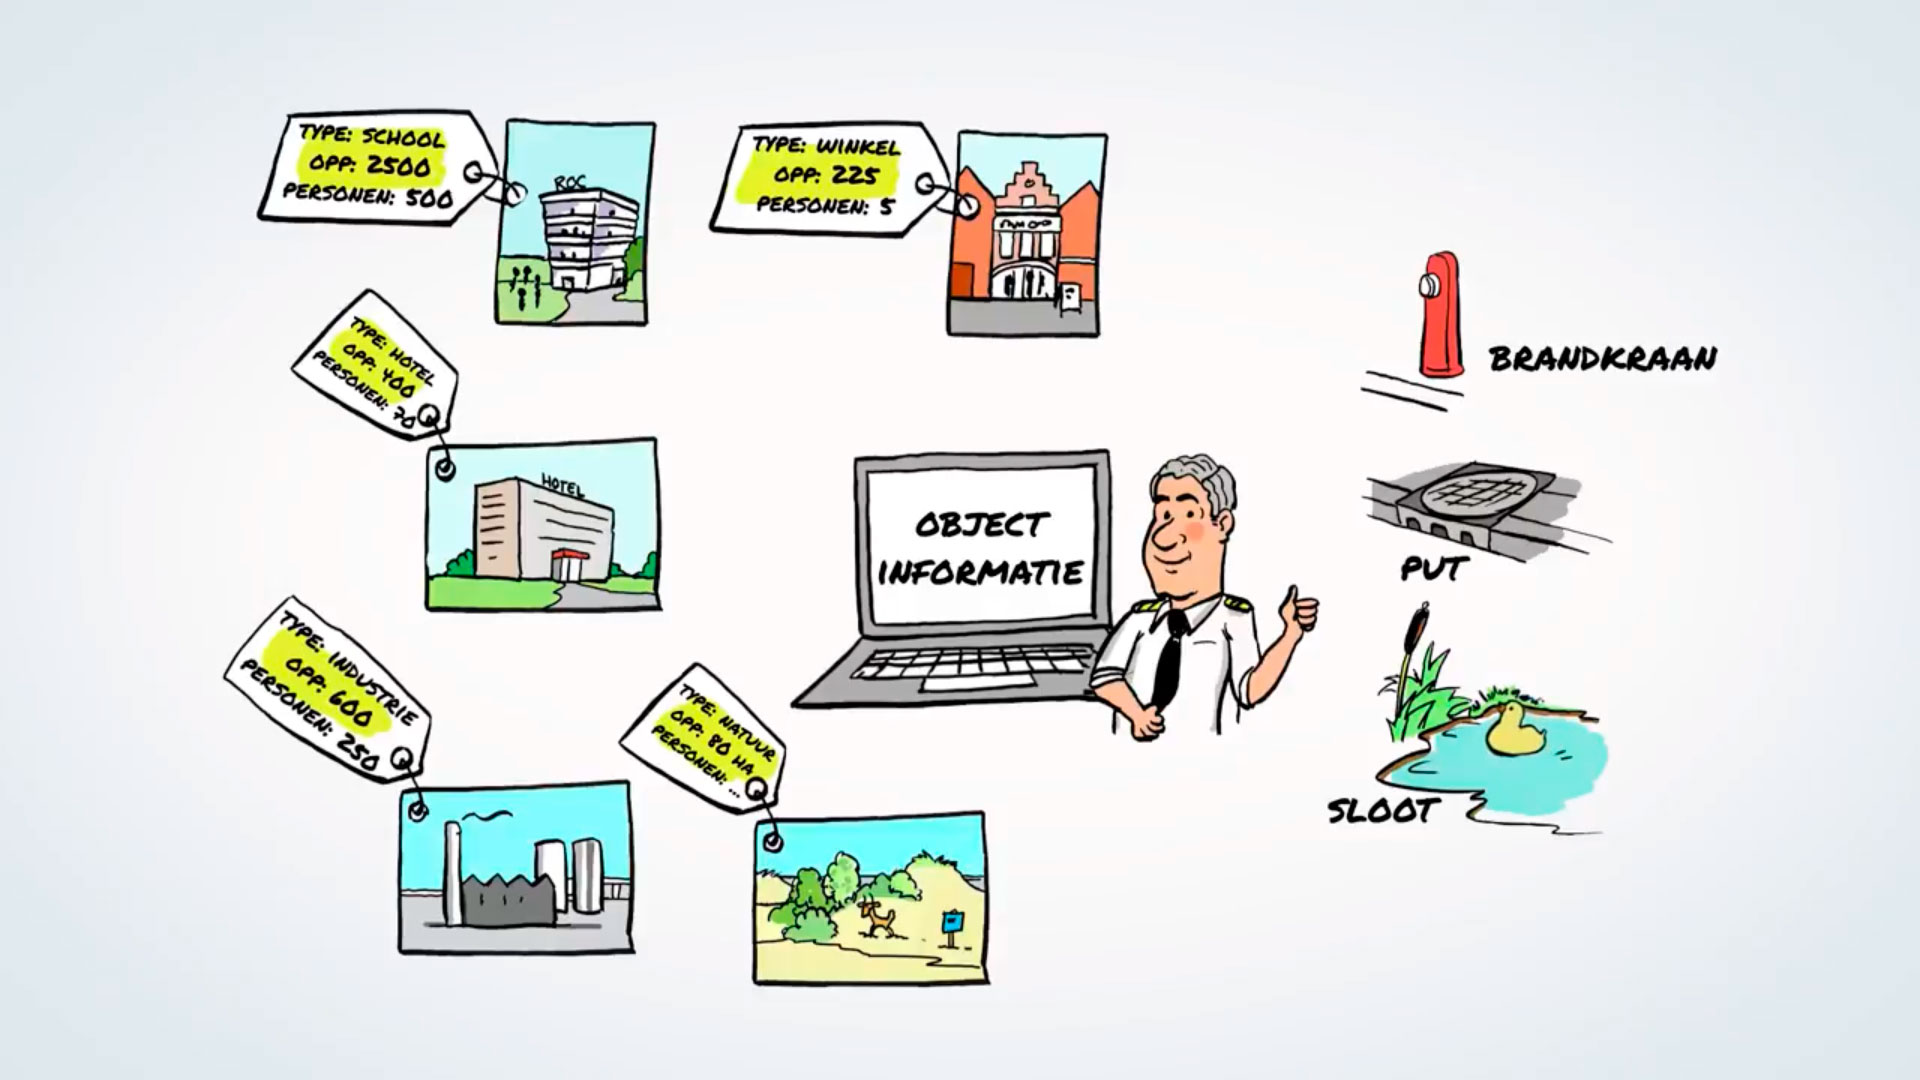 TYPE: SCHOOL
OPP: 2500
PERSONEN: 500
ROC
TYPE: WINKEL
OPP: 225
PERSONEN: 5
SHOP
TYPE: HOTEL
OPP: 400
PERSONEN: 70
HOTEL
OBJECT
INFORMATIE
TYPE: INDUSTRIE
OPP: 600
PERSONEN: 250
TYPE: NATUUR
OPP: 80 HA
PERSONEN: ...
BRANDKRAAN
PUT
SLOOT